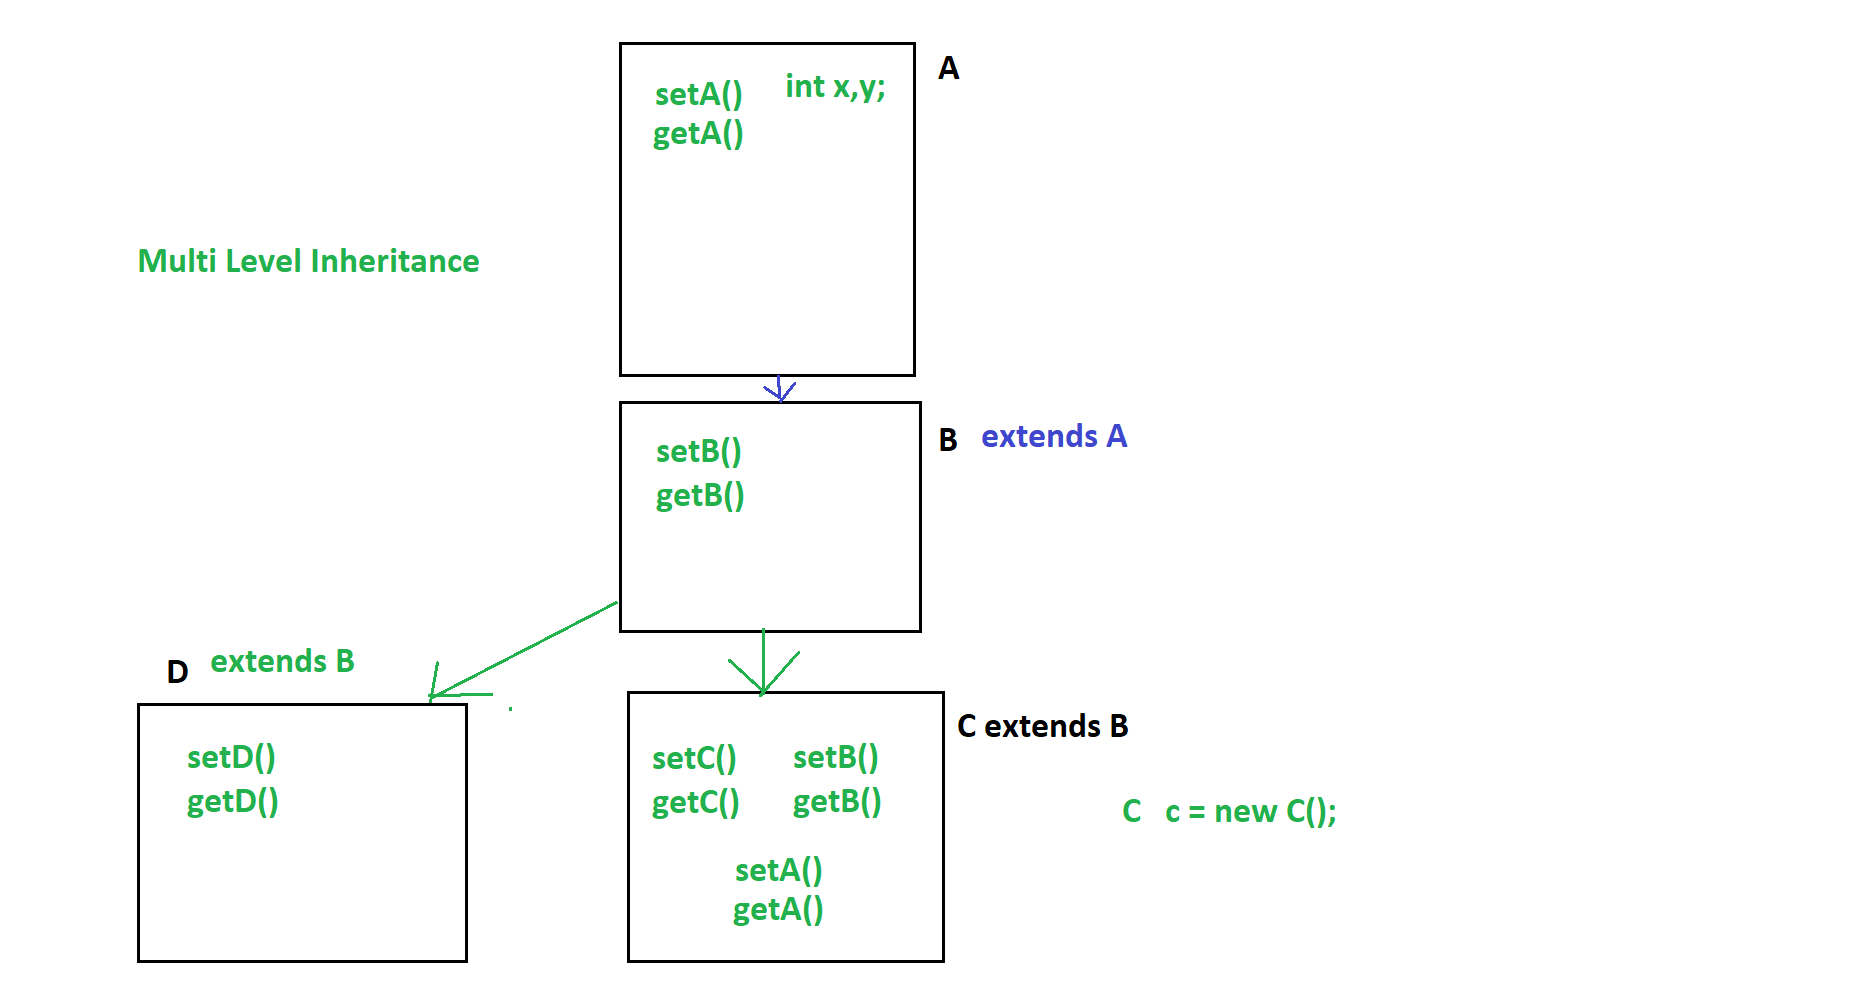 A
setA() int x,y;
getA()
Multi Level Inheritance
B extends A
setB()
getB()
D extends B
setD()
getD()
C extends B
setC() setB()
getC() getB()
setA()
getA()
C c = new C();